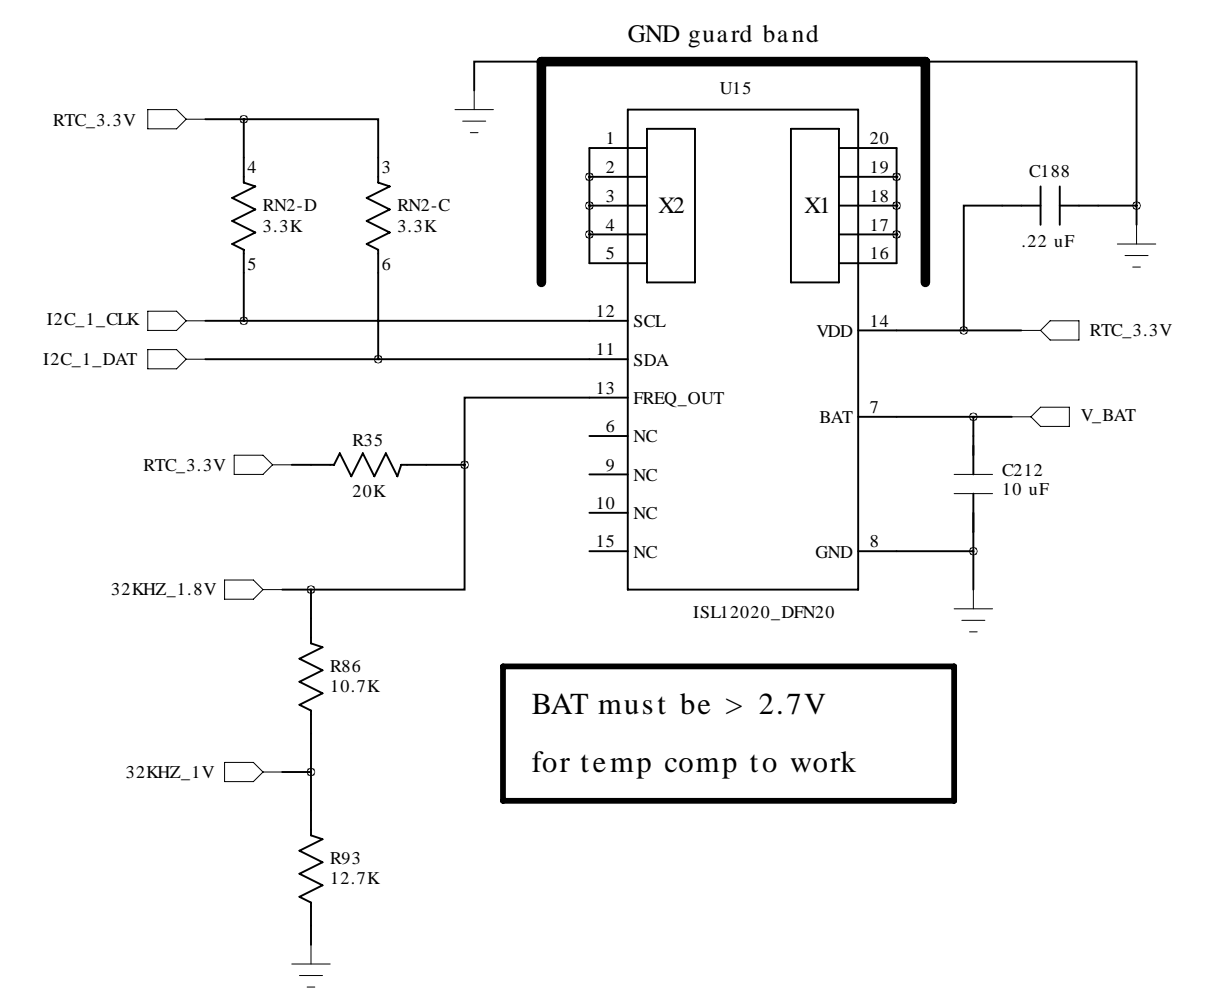 GND guard band
U15
RTC_3.3V
4
3
RN2-D
3.3K
RN2-C
3.3K
5
6
1
2
3
4
5
X2
X1
20
19
18
17
16
C188
.22 uF
I2C_1_CLK
12
SCL
VDD
14
RTC_3.3V
I2C_1_DAT
11
SDA
13
FREQ_OUT
BAT
7
V_BAT
6
NC
R35
20K
RTC_3.3V
9
NC
C212
10 uF
10
NC
15
NC
GND
8
32KHZ_1.8V
ISL12020_DFN20
R86
10.7K
BAT must be > 2.7V
for temp comp to work
32KHZ_1V
R93
12.7K